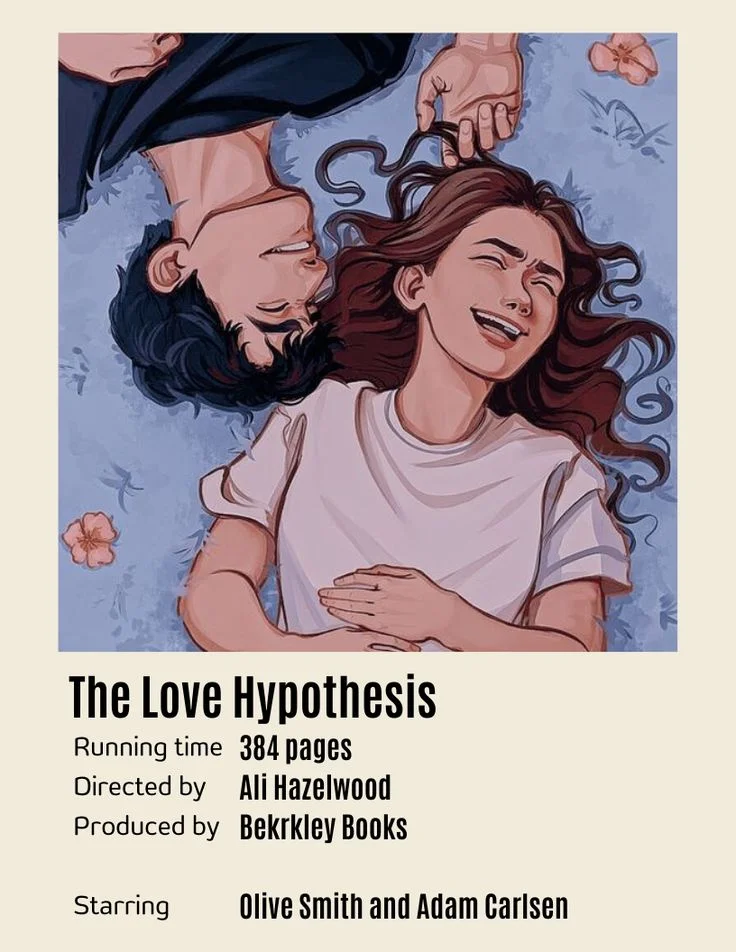 The Love Hypothesis
Running time 384 pages
Directed by Ali Hazelwood
Produced by Bekrkley Books
Starring Olive Smith and Adam Carlsen